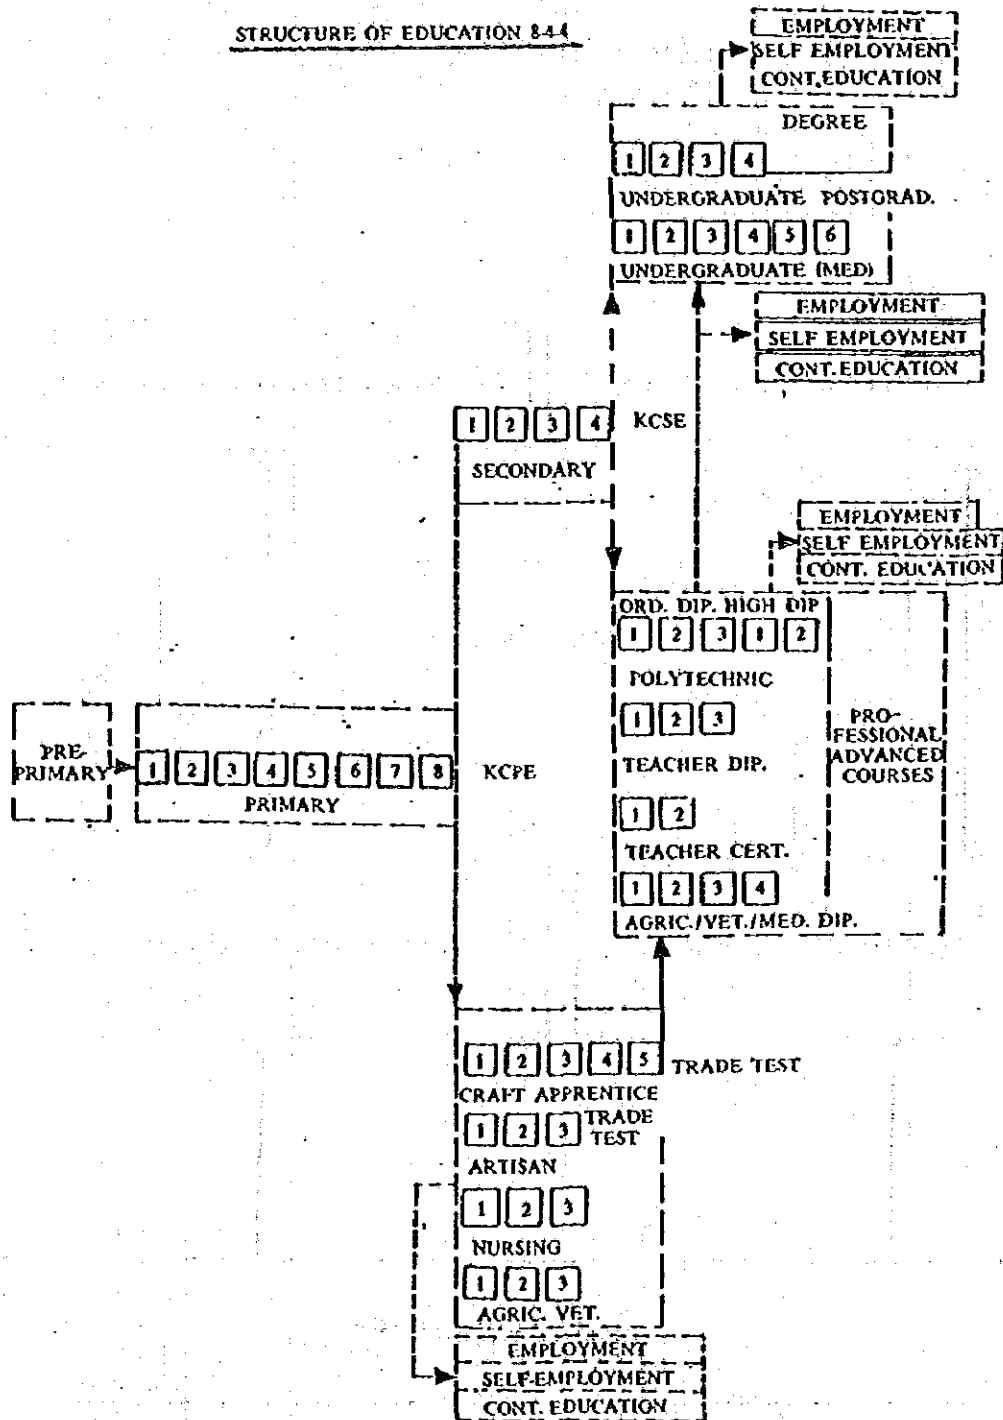 STRUCTURE OF EDUCATION 8-4-4
EMPLOYMENT
SELF EMPLOYMENT
CONT. EDUCATION
DEGREE
1 2 3 4
UNDERGRADUATE POSTGRAD.
1 2 3 4 5 6
UNDERGRADUATE (MED)
EMPLOYMENT
SELF EMPLOYMENT
CONT. EDUCATION
1 2 3 4 KCSE
SECONDARY
EMPLOYMENT
SELF EMPLOYMENT
CONT. EDUCATION
ORD. DIP. HIGH DIP
1 2 3 1 2
POLYTECHNIC
1 2 3
TEACHER DIP.
1 2
TEACHER CERT.
1 2 3 4
AGRIC./VET./MED. DIP.
PRO-
FESSIONAL
ADVANCED
COURSES
PRE-
PRIMARY
1 2 3 4 5 6 7 8 KCPE
PRIMARY
1 2 3 4 5 TRADE TEST
CRAFT APPRENTICE
1 2 3 TRADE
TEST
ARTISAN
1 2 3
NURSING
1 2 3
AGRIC. VET.
EMPLOYMENT
SELF-EMPLOYMENT
CONT. EDUCATION